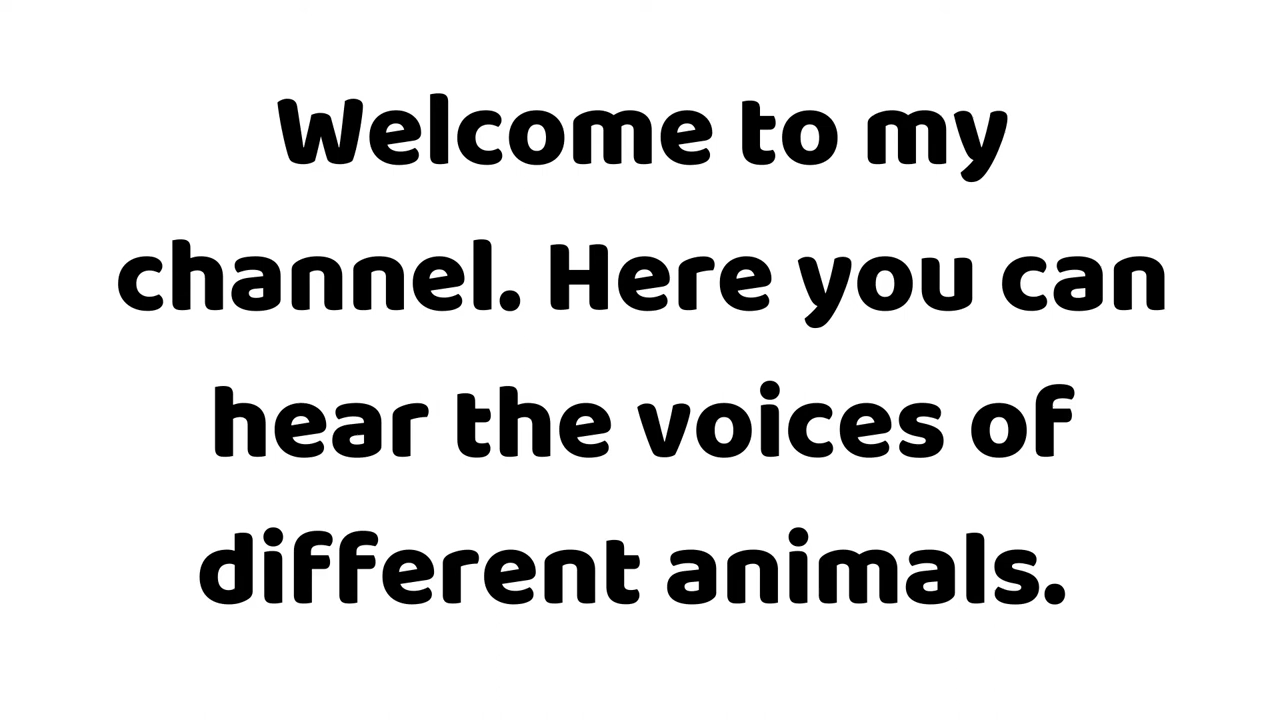 Welcome to my
channel. Here you can
hear the voices of
different animals.